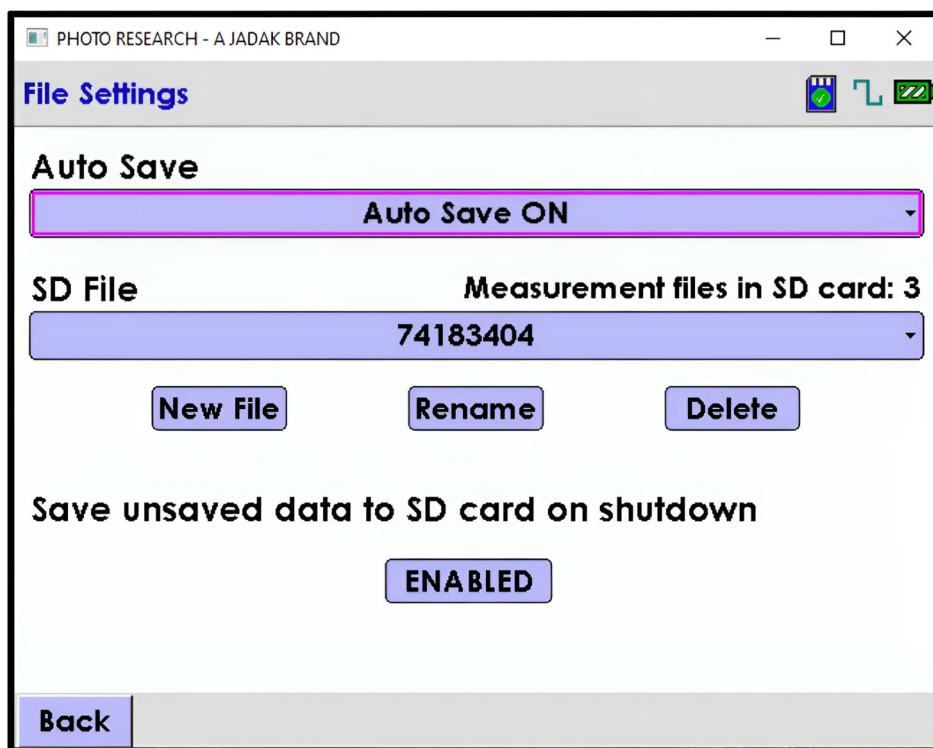 PHOTO RESEARCH - A JADAK BRAND
File Settings
Auto Save
Auto Save ON
SD File Measurement files in SD card: 3
74183404
New File Rename Delete
Save unsaved data to SD card on shutdown
ENABLED
Back